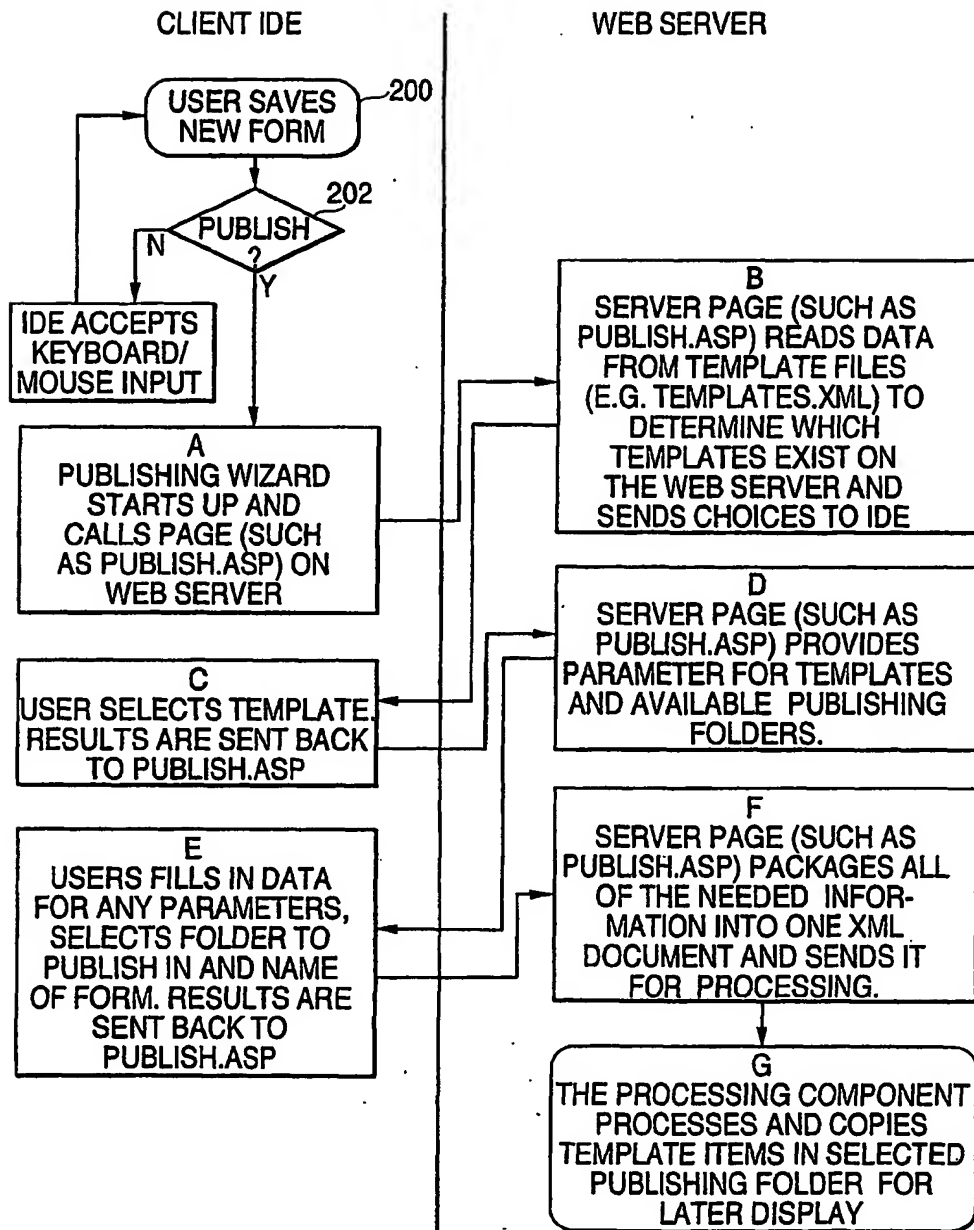 CLIENT IDE
WEB SERVER
USER SAVES
NEW FORM
200
PUBLISH
?
202
N
Y
IDE ACCEPTS
KEYBOARD/
MOUSE INPUT
A
PUBLISHING WIZARD
STARTS UP AND
CALLS PAGE (SUCH
AS PUBLISH.ASP) ON
WEB SERVER
B
SERVER PAGE (SUCH AS
PUBLISH.ASP) READS DATA
FROM TEMPLATE FILES
(E.G. TEMPLATES.XML) TO
DETERMINE WHICH
TEMPLATES EXIST ON
THE WEB SERVER AND
SENDS CHOICES TO IDE
C
USER SELECTS TEMPLATE.
RESULTS ARE SENT BACK
TO PUBLISH.ASP
D
SERVER PAGE (SUCH AS
PUBLISH.ASP) PROVIDES
PARAMETER FOR TEMPLATES
AND AVAILABLE PUBLISHING
FOLDERS.
E
USERS FILLS IN DATA
FOR ANY PARAMETERS,
SELECTS FOLDER TO
PUBLISH IN AND NAME
OF FORM. RESULTS ARE
SENT BACK TO
PUBLISH.ASP
F
SERVER PAGE (SUCH AS
PUBLISH.ASP) PACKAGES ALL
OF THE NEEDED INFOR-
MATION INTO ONE XML
DOCUMENT AND SENDS IT
FOR PROCESSING.
G
THE PROCESSING COMPONENT
PROCESSES AND COPIES
TEMPLATE ITEMS IN SELECTED
PUBLISHING FOLDER FOR
LATER DISPLAY